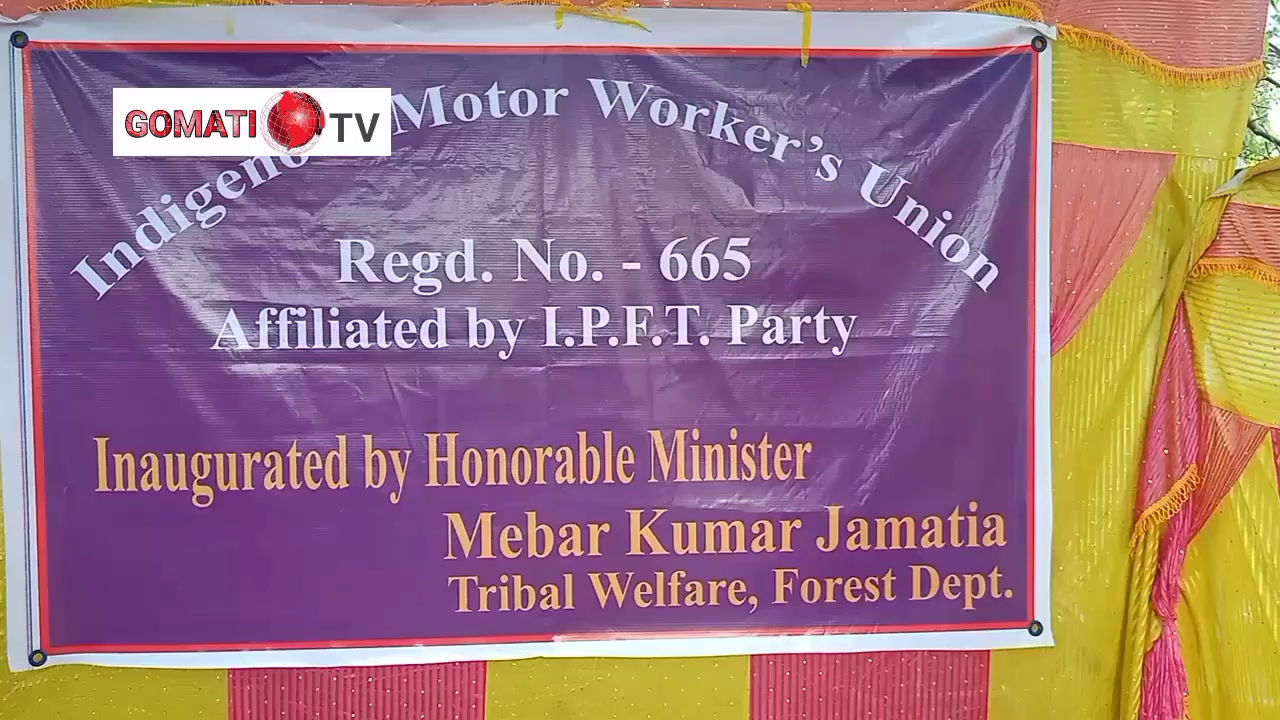 GOMATI TV
Indigeno Motor Worker's Union
Regd. No. - 665
Affiliated by I.P.F.T. Party
Inaugurated by Honorable Minister
Mebar Kumar Jamatia
Tribal Welfare, Forest Dept.